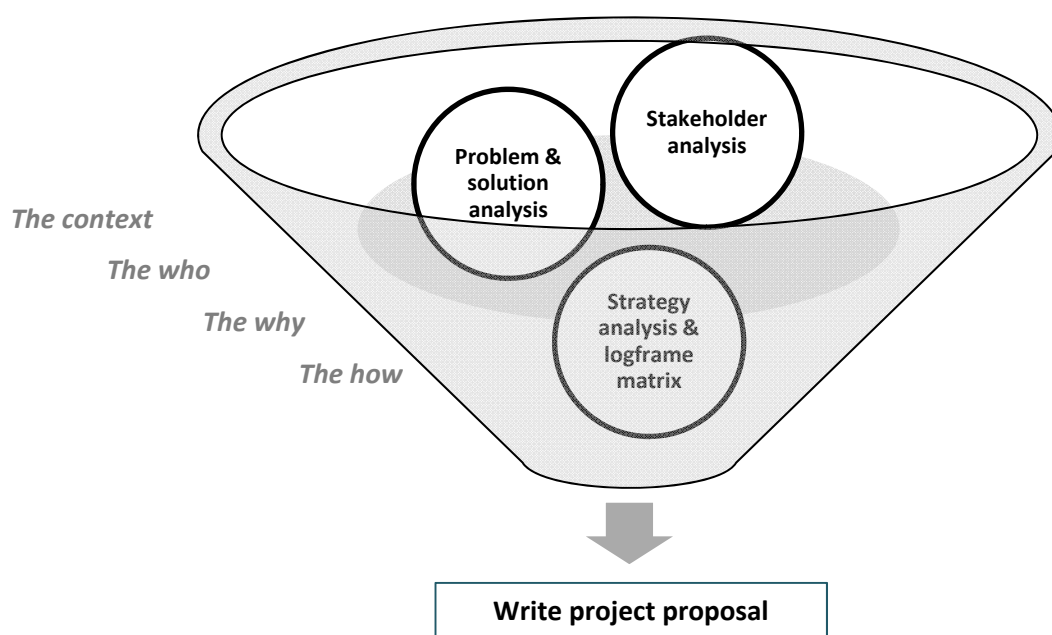 Stakeholder
analysis
Problem &
solution
analysis
The context
The who
The why
The how
Strategy
analysis &
logframe
matrix
Write project proposal